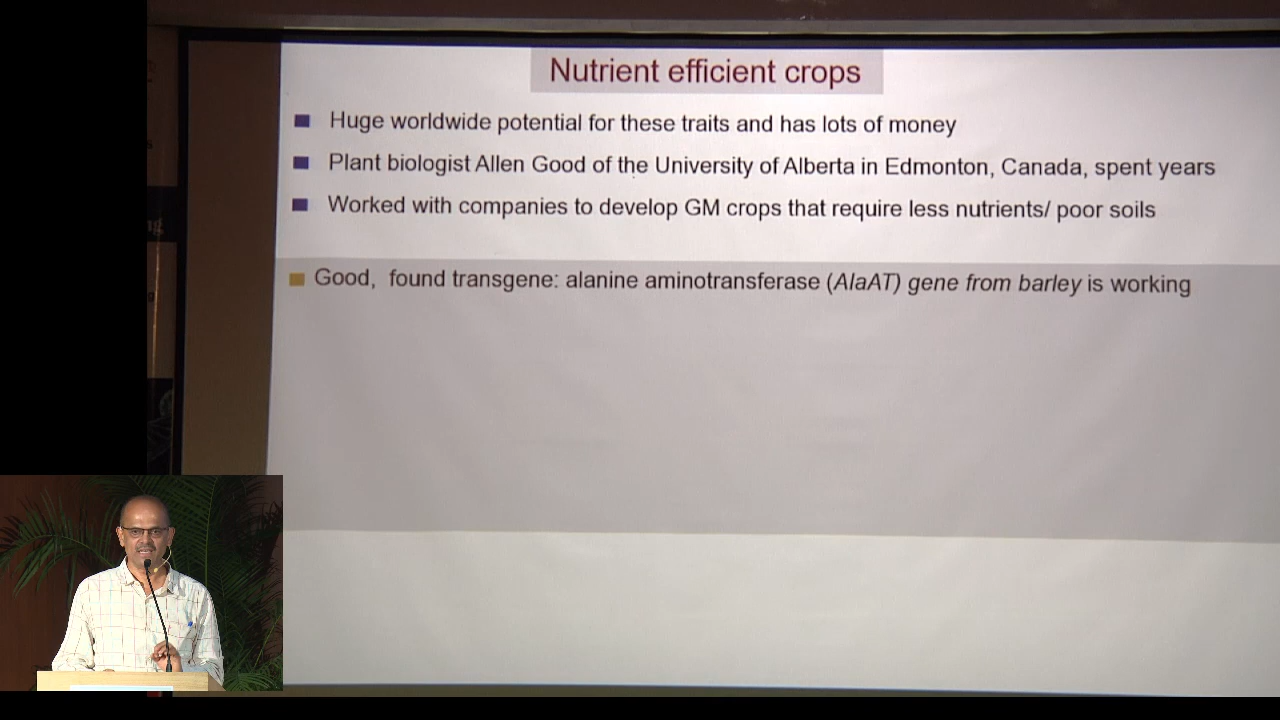 Nutrient efficient crops
Huge worldwide potential for these traits and has lots of money
Plant biologist Allen Good of the University of Alberta in Edmonton, Canada, spent years
Worked with companies to develop GM crops that require less nutrients/ poor soils
Good, found transgene: alanine aminotransferase (AlaAT) gene from barley is working